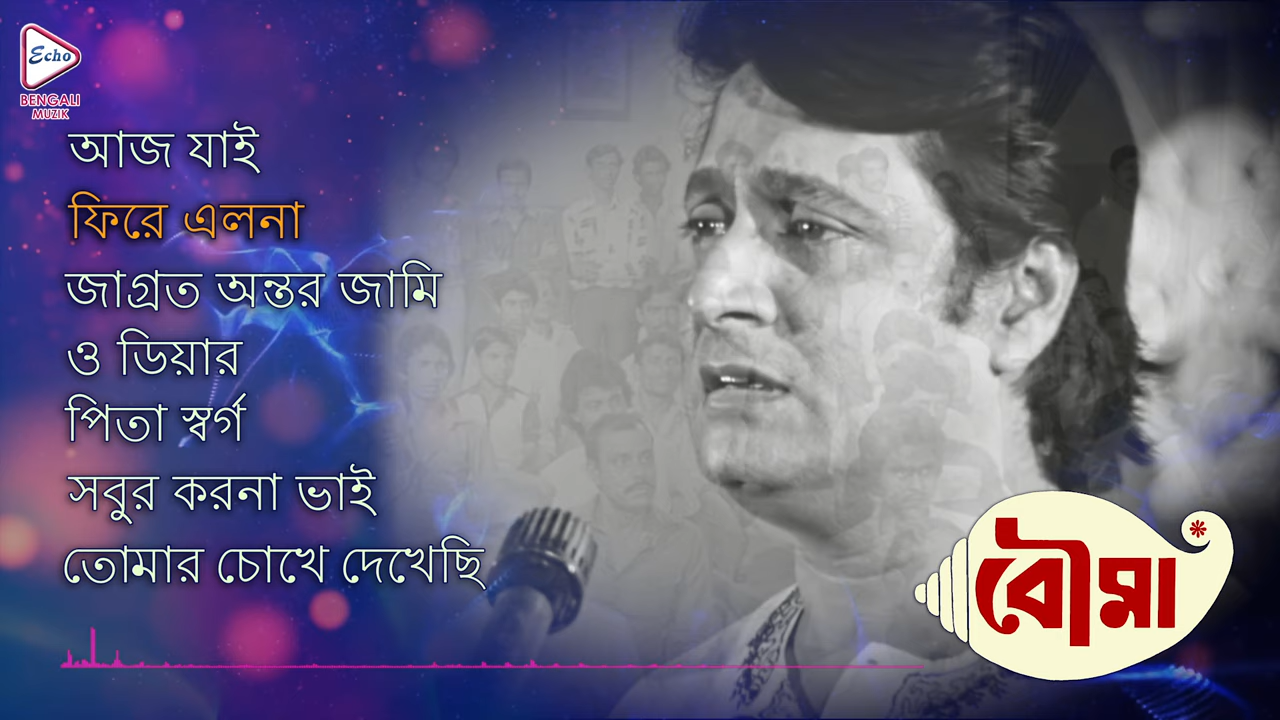 Echo
BENGALI
MUZIK
আজ যাই
ফিরে এলনা
জাগ্রত অন্তর জামি
ও ডিয়ার
পিতা স্বর্গ
সবুর করনা ভাই
তোমার চোখে দেখেছি
বৌমা